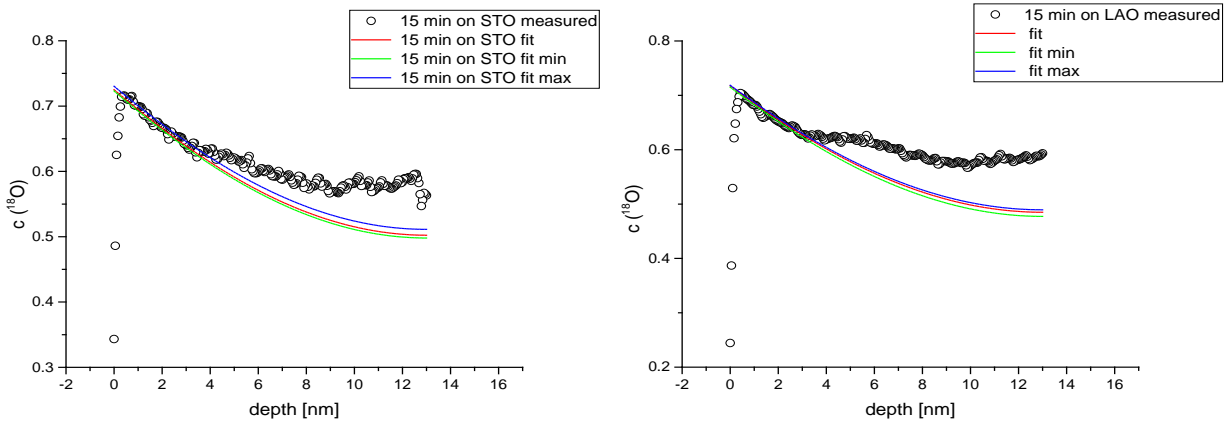 15 min on STO measured
15 min on STO fit
15 min on STO fit min
15 min on STO fit max
0.8
0.7
0.6
0.5
0.4
0.3
c (¹⁸O)
-2 0 2 4 6 8 10 12 14 16
depth [nm]
15 min on LAO measured
fit
fit min
fit max
0.8
0.6
0.4
0.2
c (¹⁸O)
-2 0 2 4 6 8 10 12 14 16
depth [nm]